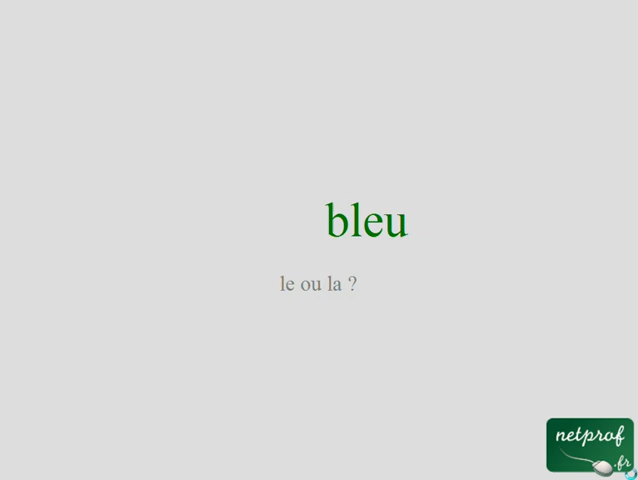 bleu
le ou la ?
netprof
.fr